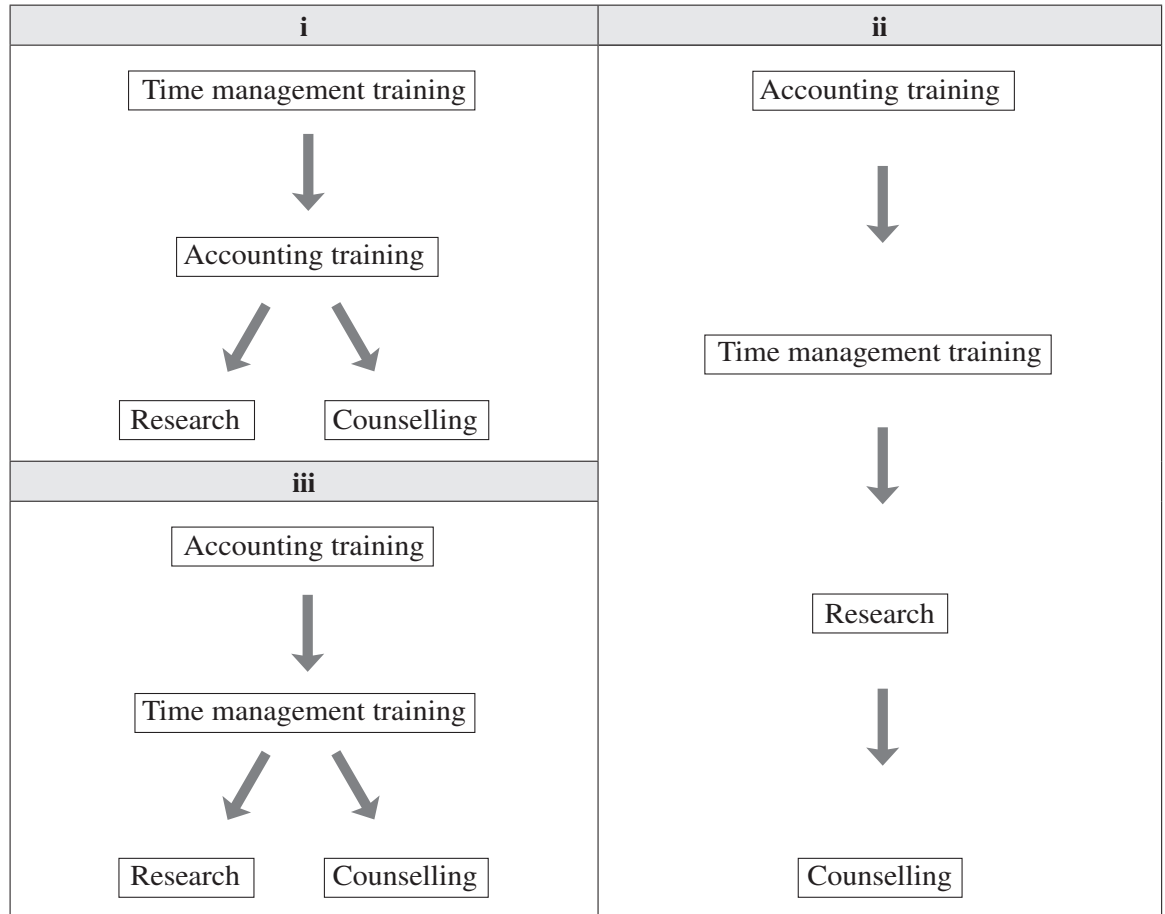 i
Time management training
Accounting training
Research Counselling
iii
Accounting training
Time management training
Research Counselling
ii
Accounting training
Time management training
Research
Counselling